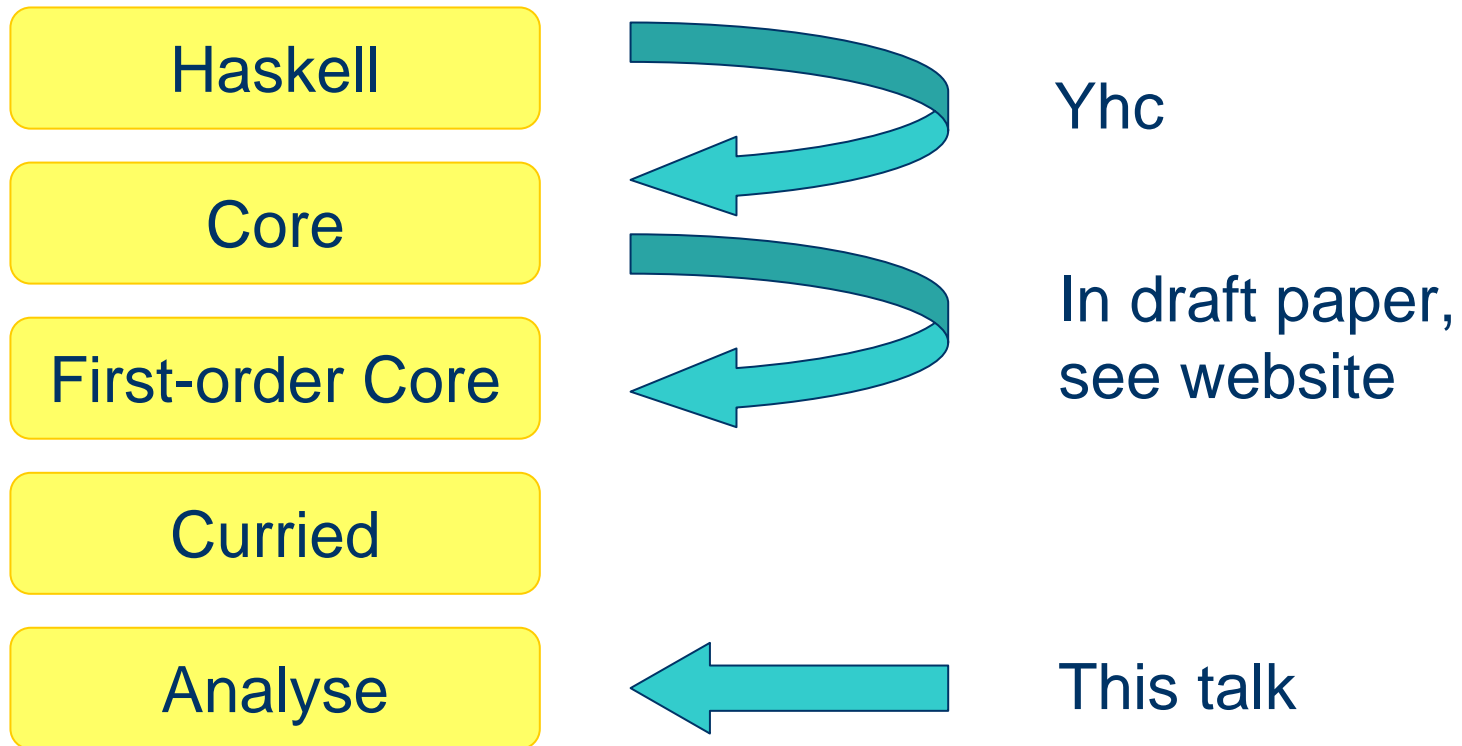 Haskell
Yhc
Core
In draft paper,
see website
First-order Core
Curried
Analyse
This talk